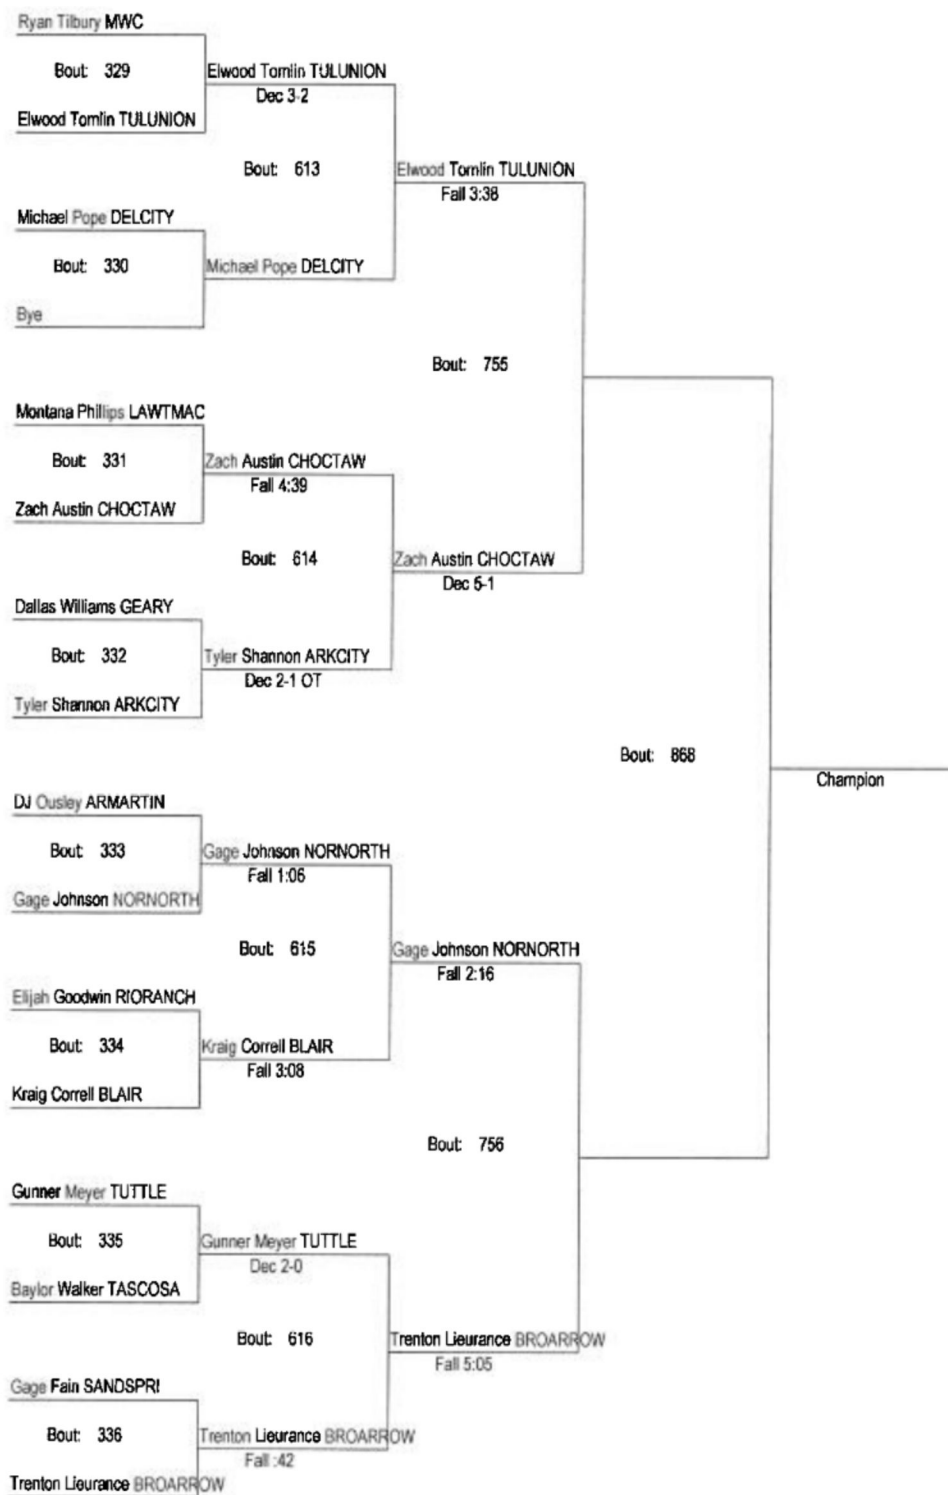 Ryan Tilbury MWC
Bout: 329
Elwood Tomlin TULUNION
Elwood Tomlin TULUNION
Dec 3-2
Bout: 613
Elwood Tomlin TULUNION
Fall 3:38
Michael Pope DELCITY
Bout: 330
Michael Pope DELCITY
Bye
Bout: 755
Montana Phillips LAWTMAC
Bout: 331
Zach Austin CHOCTAW
Fall 4:39
Zach Austin CHOCTAW
Bout: 614
Zach Austin CHOCTAW
Dec 5-1
Dallas Williams GEARY
Bout: 332
Tyler Shannon ARKCITY
Dec 2-1 OT
Tyler Shannon ARKCITY
Bout: 868
Champion
DJ Ousley ARMARTIN
Bout: 333
Gage Johnson NORNORTH
Fall 1:06
Gage Johnson NORNORTH
Bout: 615
Gage Johnson NORNORTH
Fall 2:16
Elijah Goodwin RIORANCH
Bout: 334
Kraig Correll BLAIR
Fall 3:08
Kraig Correll BLAIR
Bout: 756
Gunner Meyer TUTTLE
Bout: 335
Gunner Meyer TUTTLE
Dec 2-0
Baylor Walker TASCOSA
Bout: 616
Trenton Lieurance BROARROW
Fall 5:05
Gage Fain SANDSPRI
Bout: 336
Trenton Lieurance BROARROW
Fall :42
Trenton Lieurance BROARROW